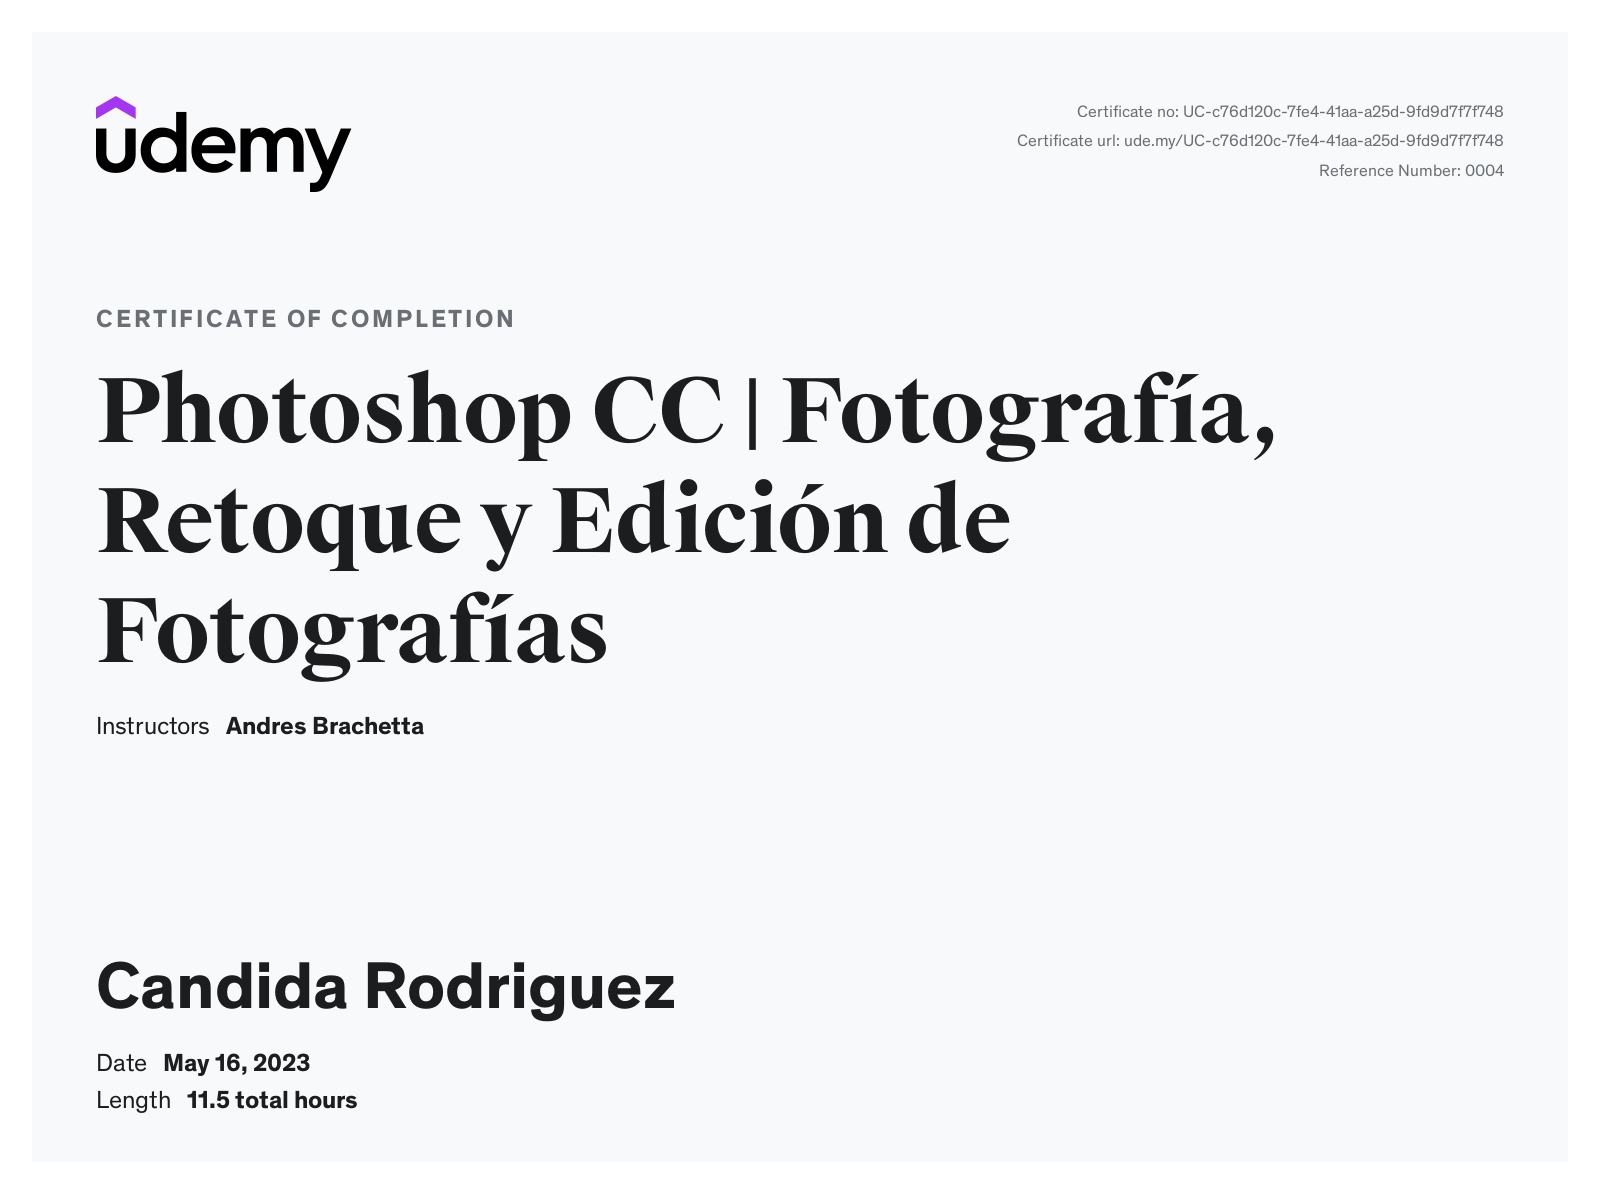 udemy
Certificate no: UC-c76d120c-7fe4-41aa-a25d-9fd9d7f7f748
Certificate url: ude.my/UC-c76d120c-7fe4-41aa-a25d-9fd9d7f7f748
Reference Number: 0004
CERTIFICATE OF COMPLETION
Photoshop CC | Fotografía,
Retoque y Edición de
Fotografías
Instructors Andres Brachetta
Candida Rodriguez
Date May 16, 2023
Length 11.5 total hours